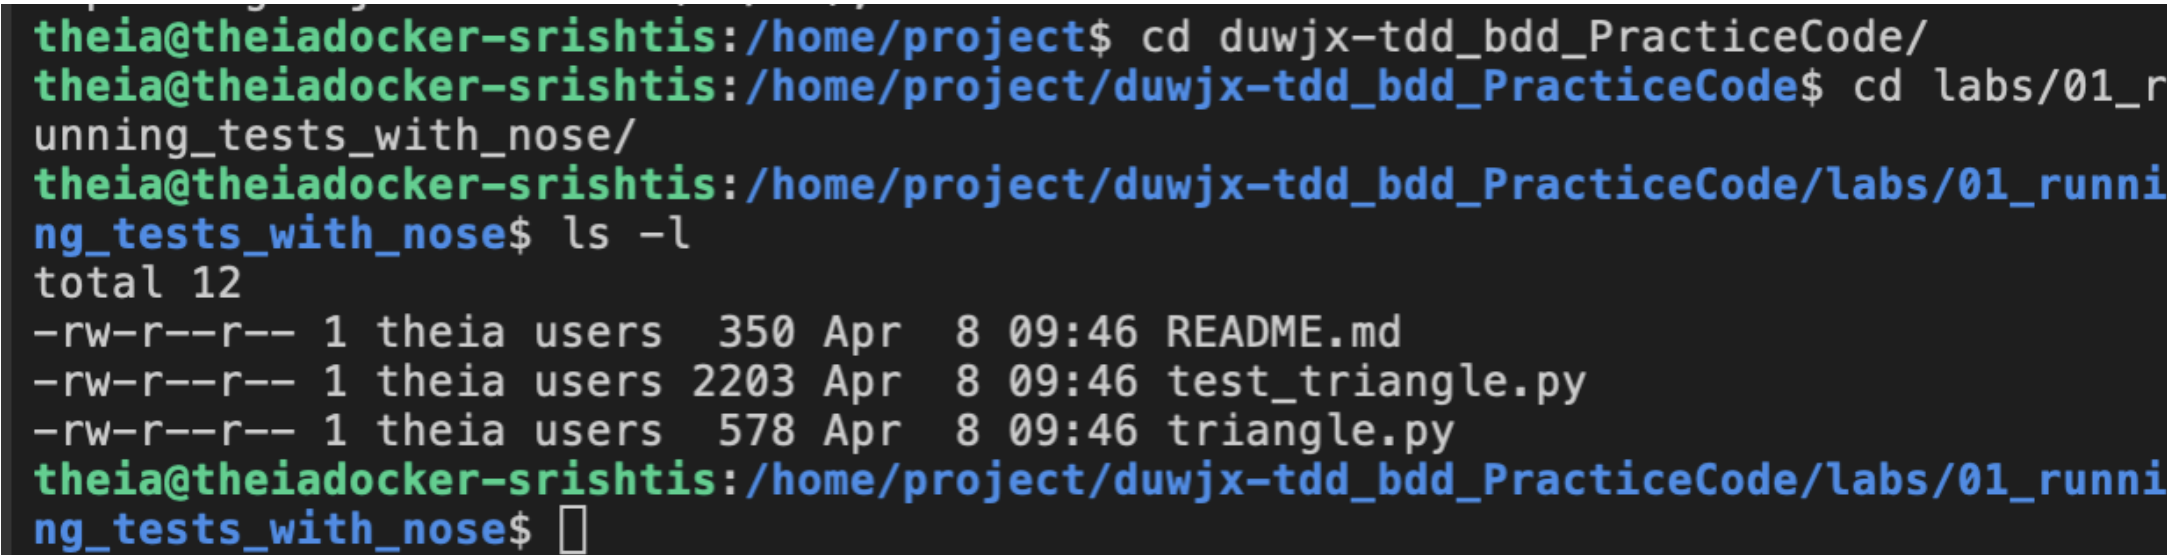 theia@theiadocker-srishtis:/home/project$ cd duwjx-tdd_bdd_PracticeCode/
theia@theiadocker-srishtis:/home/project/duwjx-tdd_bdd_PracticeCode$ cd labs/01_r
unning_tests_with_nose/
theia@theiadocker-srishtis:/home/project/duwjx-tdd_bdd_PracticeCode/labs/01_runni
ng_tests_with_nose$ ls -l
total 12
-rw-r--r-- 1 theia users  350 Apr  8 09:46 README.md
-rw-r--r-- 1 theia users 2203 Apr  8 09:46 test_triangle.py
-rw-r--r-- 1 theia users  578 Apr  8 09:46 triangle.py
theia@theiadocker-srishtis:/home/project/duwjx-tdd_bdd_PracticeCode/labs/01_runni
ng_tests_with_nose$